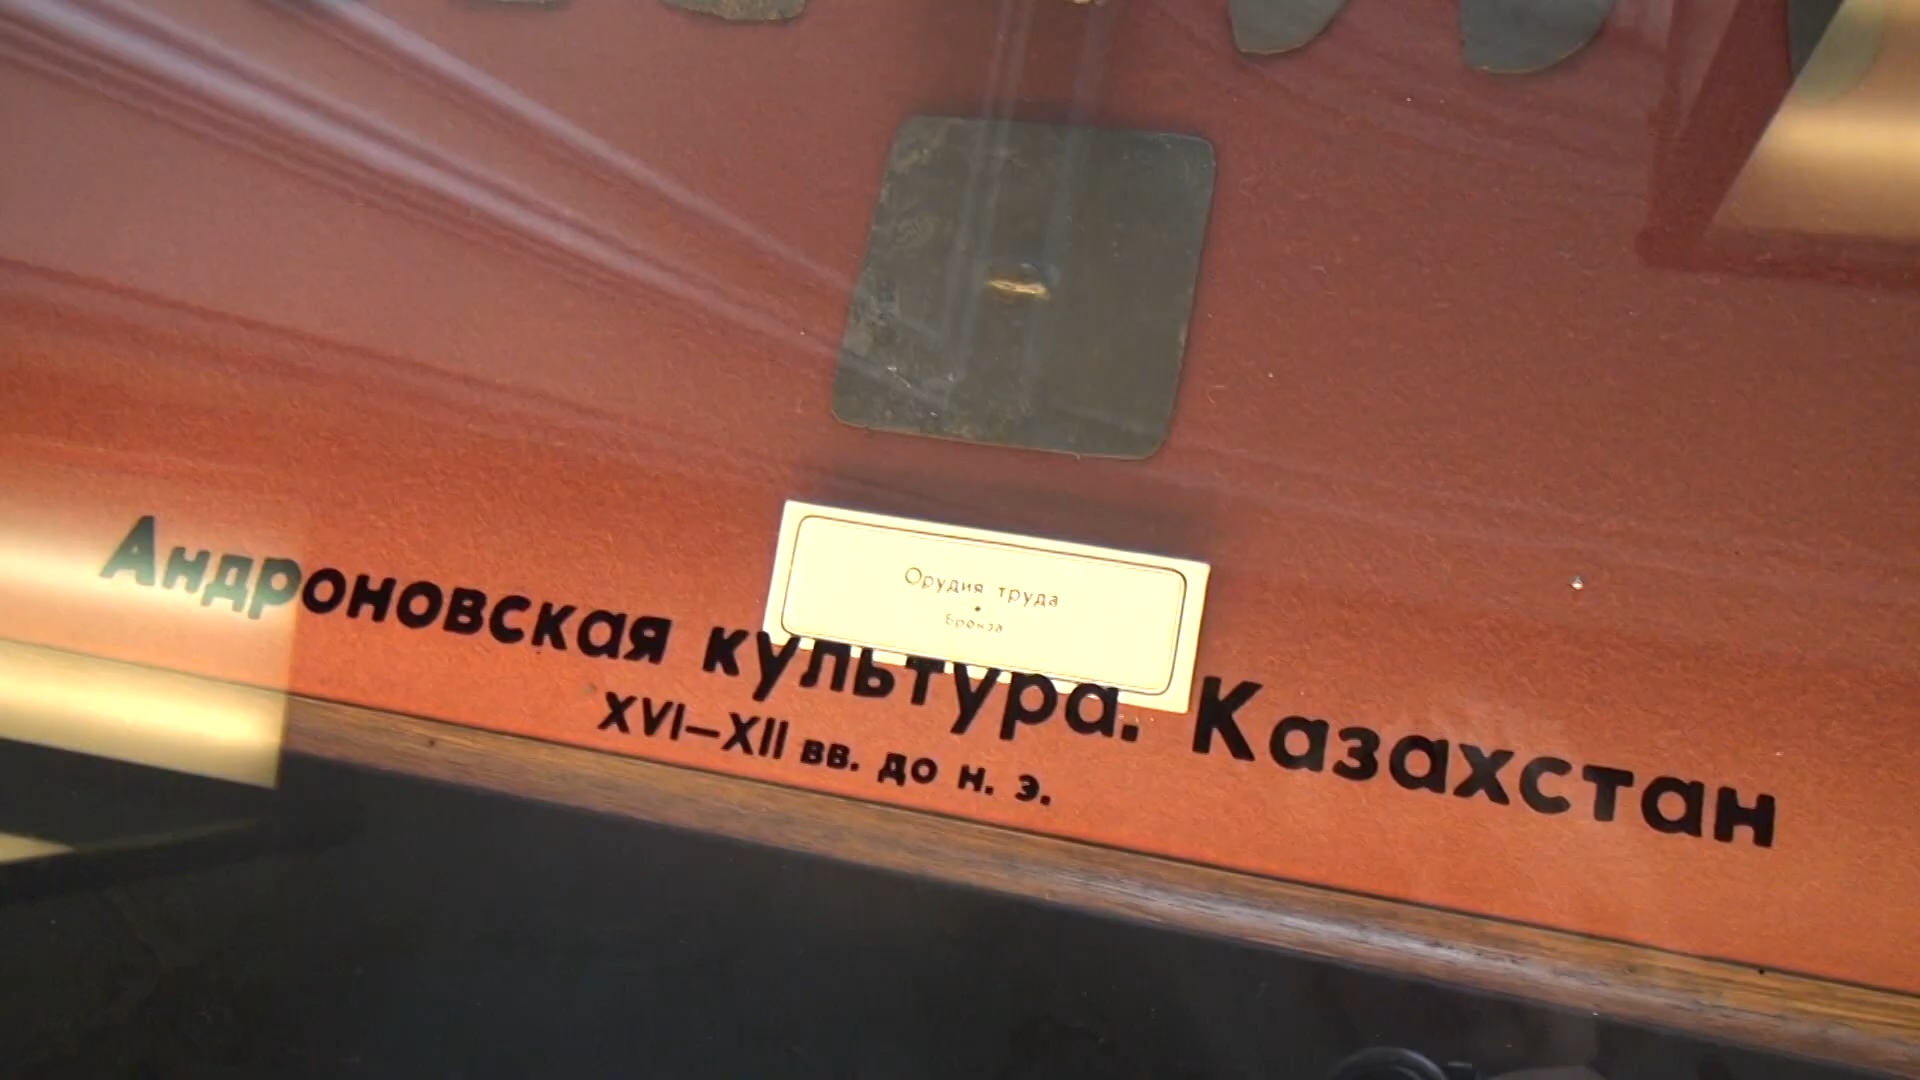 Орудия труда
Бронза
Андроновская культура. Казахстан
XVI—XII вв. до н. э.